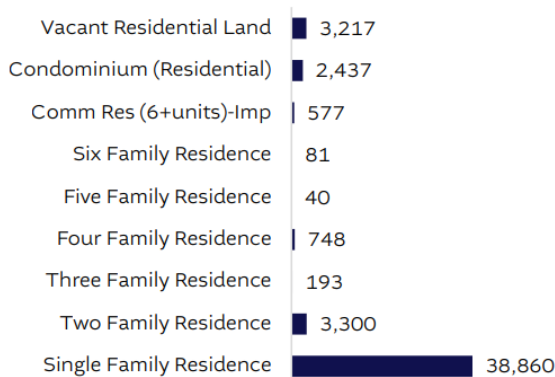 Vacant Residential Land 3,217
Condominium (Residential) 2,437
Comm Res (6+units)-Imp 577
Six Family Residence 81
Five Family Residence 40
Four Family Residence 748
Three Family Residence 193
Two Family Residence 3,300
Single Family Residence 38,860